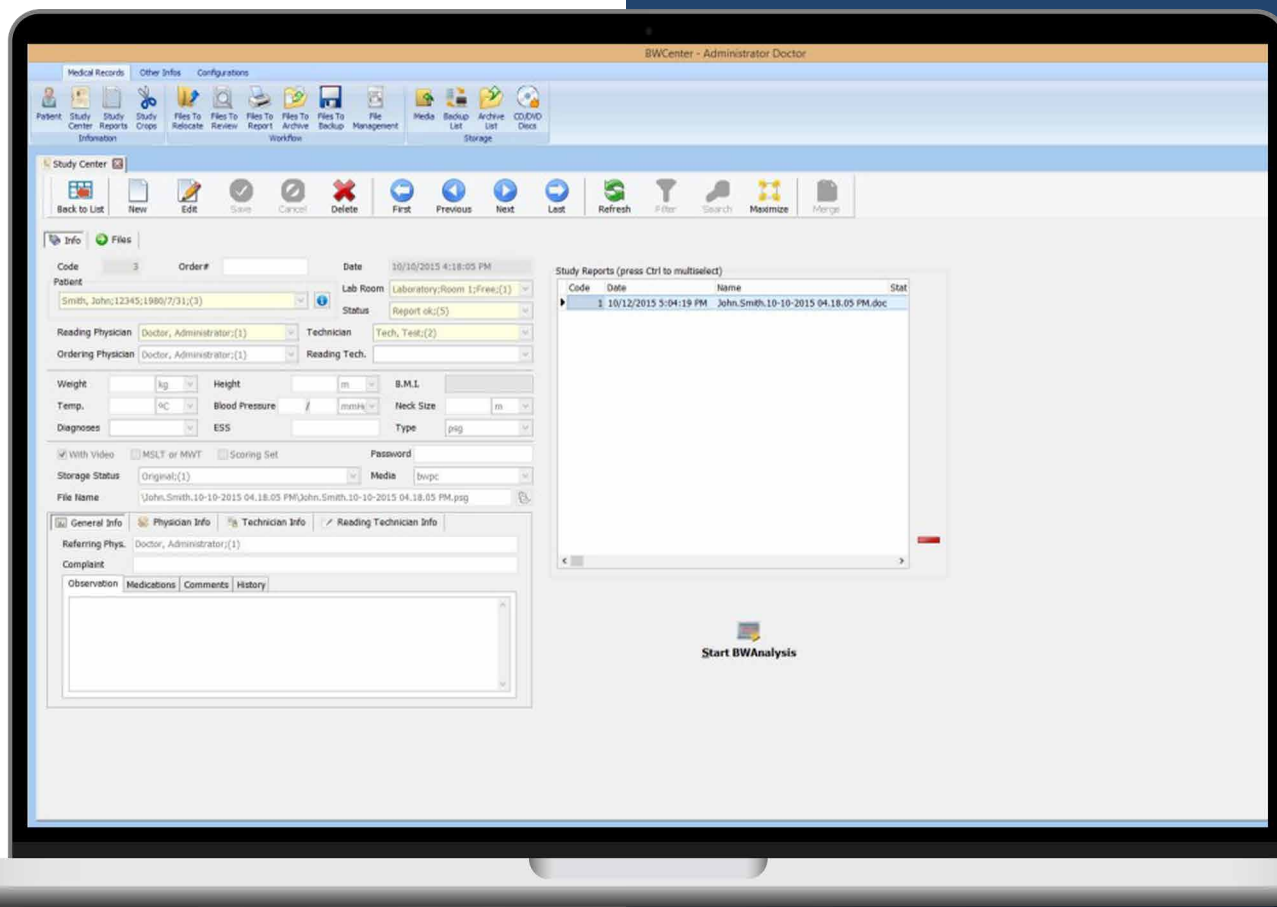 BWCenter - Administrator Doctor
Medical Records Other Infos Configurations
Patient Study Center Study Reports Study Crops Files To Relocate Files To Review Files To Report Files To Archive Files To Backup File Management Media Backup List Archive List CD/DVD Discs
Infomation Workflow Storage
Study Center
Back to List New Edit Save Cancel Delete First Previous Next Last Refresh Filter Search Maximize Merge
Info Files
Code 3 Order# Date 10/10/2015 4:18:05 PM
Patient
Smith, John;12345;1980/7/31;(3)
Lab Room Laboratory;Room 1;Free;(1)
Status Report ok;(5)
Reading Physician Doctor, Administrator;(1) Technician Tech, Test;(2)
Ordering Physician Doctor, Administrator;(1) Reading Tech.
Weight kg Height m B.M.I.
Temp. ºC Blood Pressure / Neck Size m
Diagnoses ESS Type psg
With Video MSLT or MWT Scoring Set Password
Storage Status Original;(1) Media bwpc
File Name \John.Smith.10-10-2015 04.18.05 PM\John.Smith.10-10-2015 04.18.05 PM.psg
General Info Physician Info Technician Info Reading Technician Info
Referring Phys. Doctor, Administrator;(1)
Complaint
Observation Medications Comments History
Study Reports (press Ctrl to multiselect)
Code Date Name Stat
1 10/12/2015 5:04:19 PM John.Smith.10-10-2015 04.18.05 PM.doc
Start BWAnalysis